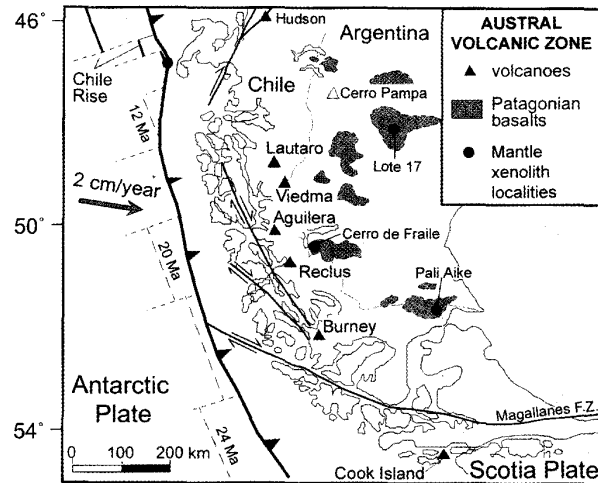 46°
50°
54°
Hudson
Argentina
Chile
Chile
Rise
Cerro Pampa
12 Ma
Lautaro
Lote 17
Viedma
2 cm/year
Aguilera
Cerro de Fraile
20 Ma
Reclus
Pali Aike
Burney
Antarctic
Plate
Magallanes F.Z.
24 Ma
0 100 200 km
Cook Island
Scotia Plate
AUSTRAL
VOLCANIC ZONE
volcanoes
Patagonian
basalts
Mantle
xenolith
localities